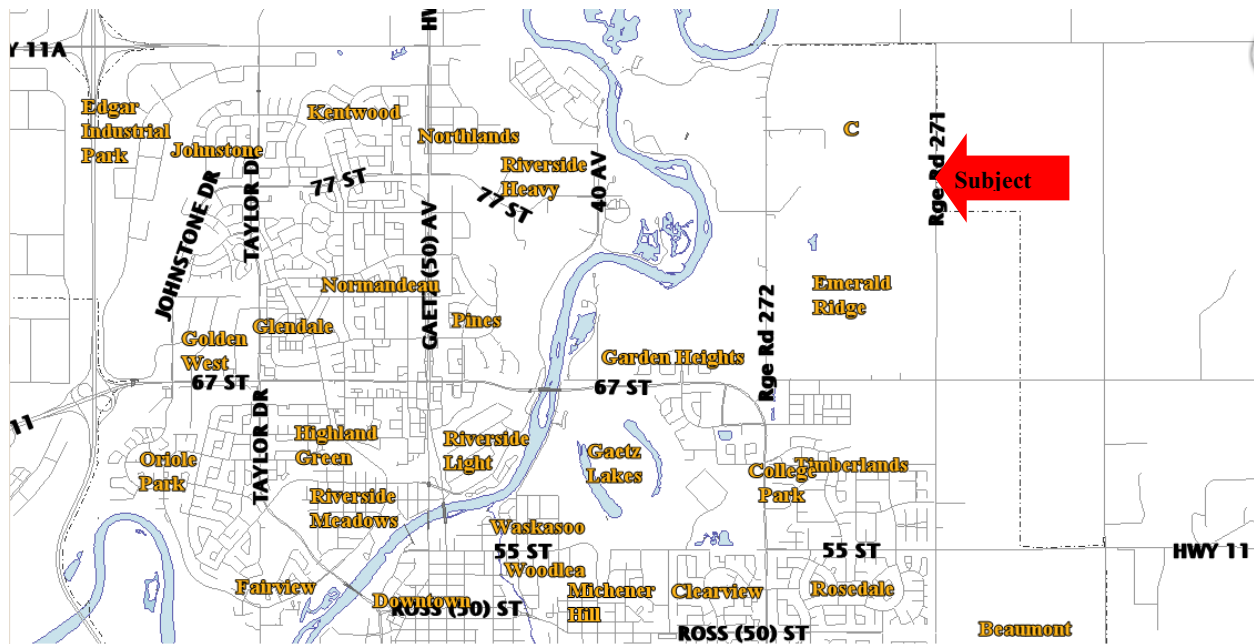 HW
Y 11A
Edgar
Industrial
Park
Kentwood
Northlands
C
Johnstone
Riverside
Heavy
77 ST
77 ST
40 AV
TAYLOR D
JOHNSTONE DR
Rge Rd 271
Subject
GAETZ (50) AV
Normandeau
Emerald
Ridge
Pines
Glendale
Golden
West
Garden Heights
Rge Rd 272
67 ST
67 ST
11
TAYLOR DR
Highland
Green
Riverside
Light
Gaetz
Lakes
Oriole
Park
College
Park
Timberlands
Riverside
Meadows
Waskasoo
55 ST
55 ST
HWY 11
Woodlea
Fairview
Downtown
ROSS (50) ST
Michener
Hill
Clearview
Rosedale
ROSS (50) ST
Beaumont